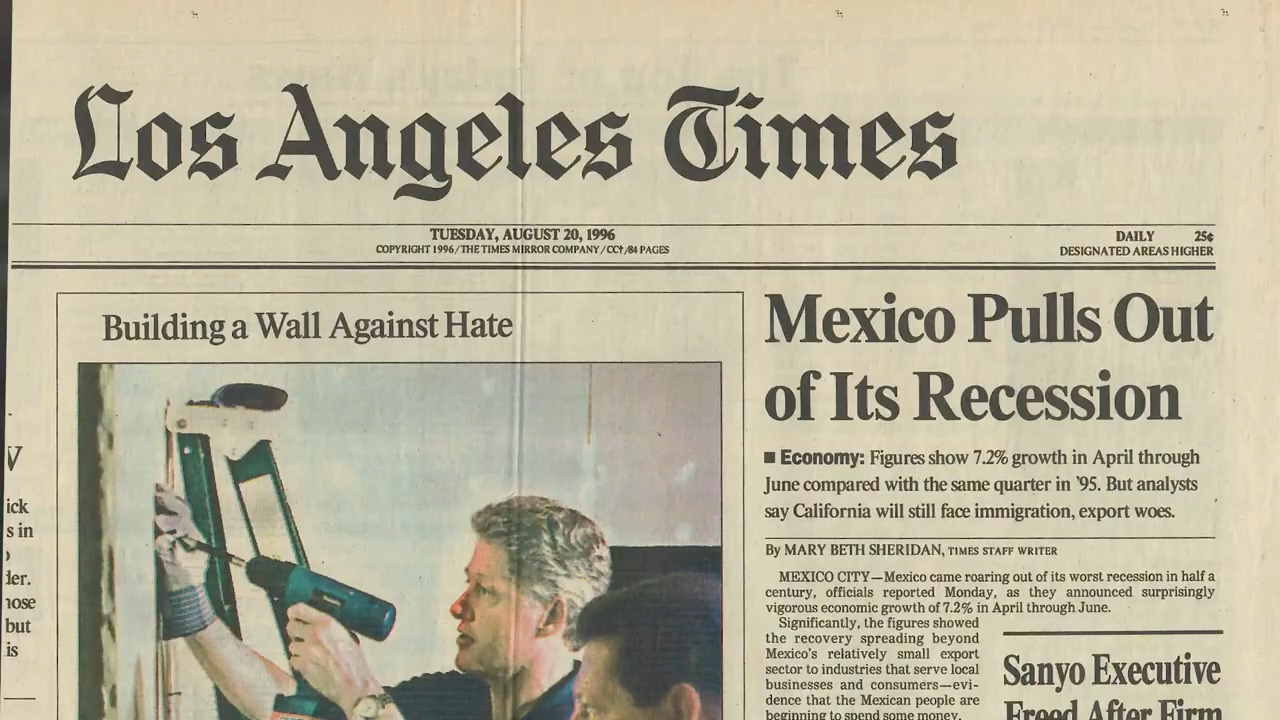 Los Angeles Times
TUESDAY, AUGUST 20, 1996
COPYRIGHT 1996/THE TIMES MIRROR COMPANY/CC†/84 PAGES
DAILY 25¢
DESIGNATED AREAS HIGHER
ick
s in
der.
hose
but
is
Building a Wall Against Hate
Mexico Pulls Out
of Its Recession
■ Economy: Figures show 7.2% growth in April through
June compared with the same quarter in '95. But analysts
say California will still face immigration, export woes.
By MARY BETH SHERIDAN, TIMES STAFF WRITER
MEXICO CITY—Mexico came roaring out of its worst recession in half a
century, officials reported Monday, as they announced surprisingly
vigorous economic growth of 7.2% in April through June.
Significantly, the figures showed
the recovery spreading beyond
Mexico's relatively small export
sector to industries that serve local
businesses and consumers—evi-
dence that the Mexican people are
beginning to spend some money.
Sanyo Executive
Freed After Firm